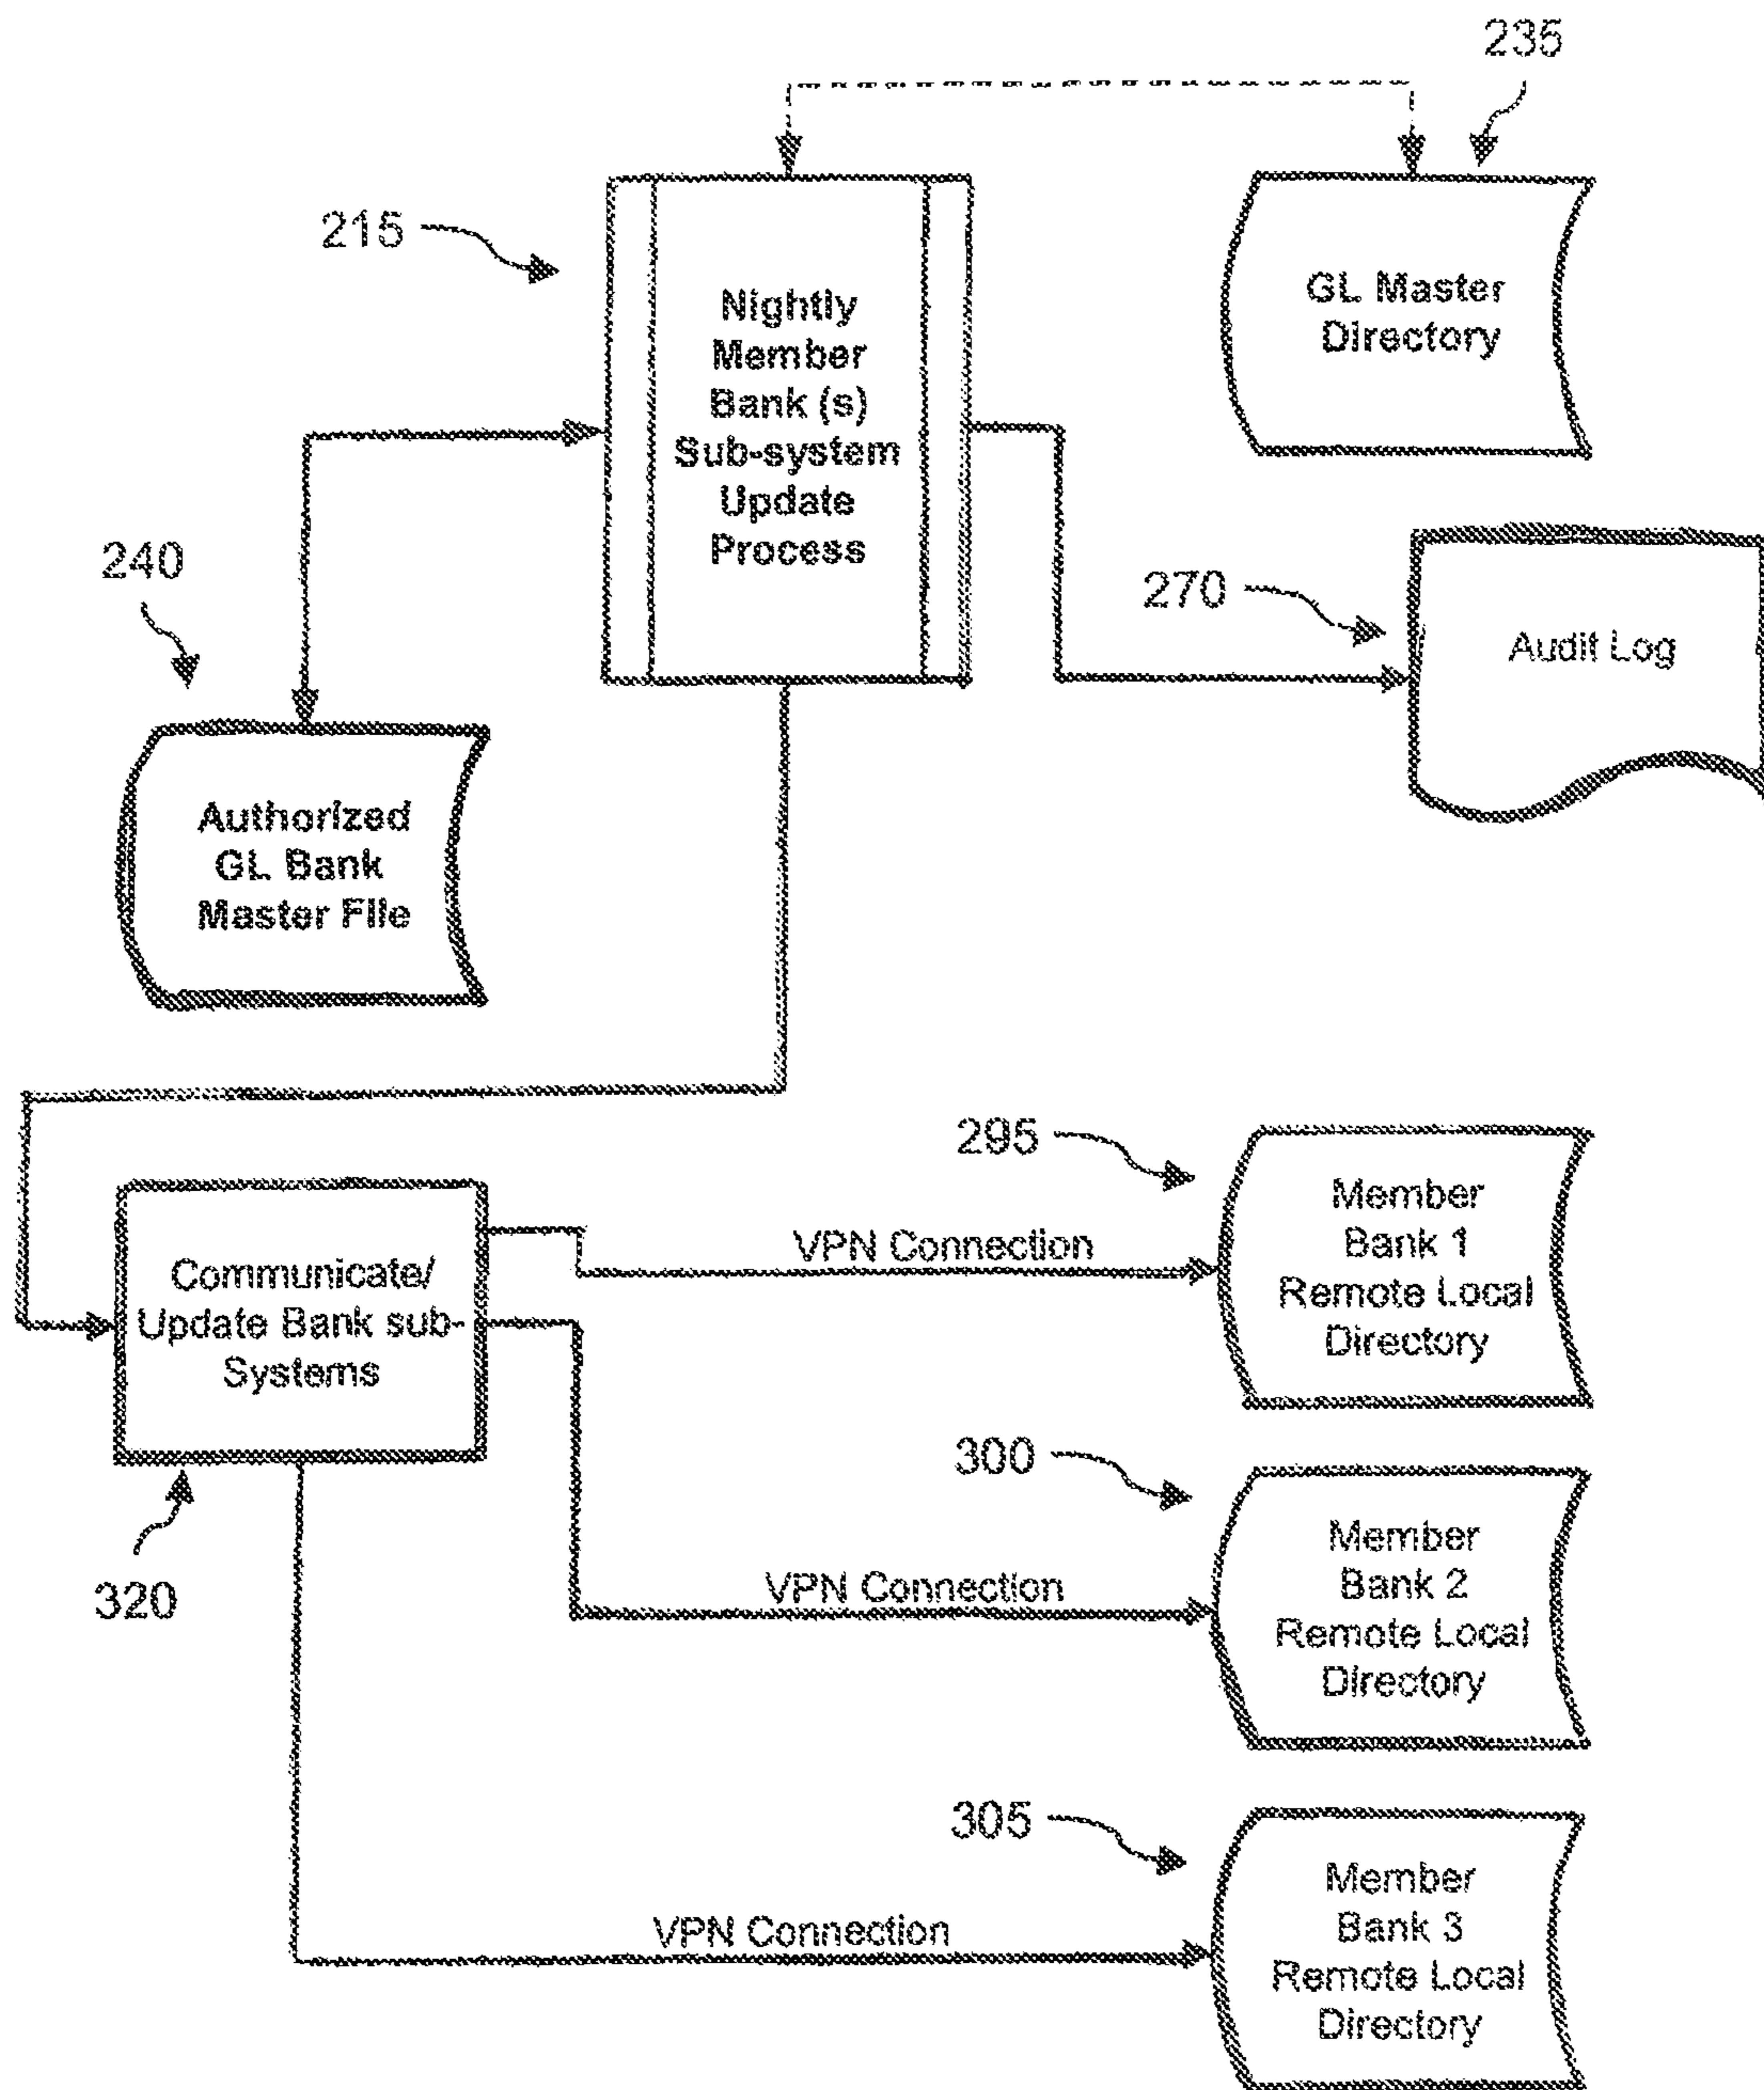 235
215
Nightly
Member
Bank (s)
Sub-system
Update
Process
GL Master
Directory
240
270
Audit Log
Authorized
GL Bank
Master File
295
VPN Connection
Member
Bank 1
Remote Local
Directory
Communicate/
Update Bank sub-
Systems
300
320
VPN Connection
Member
Bank 2
Remote Local
Directory
305
VPN Connection
Member
Bank 3
Remote Local
Directory